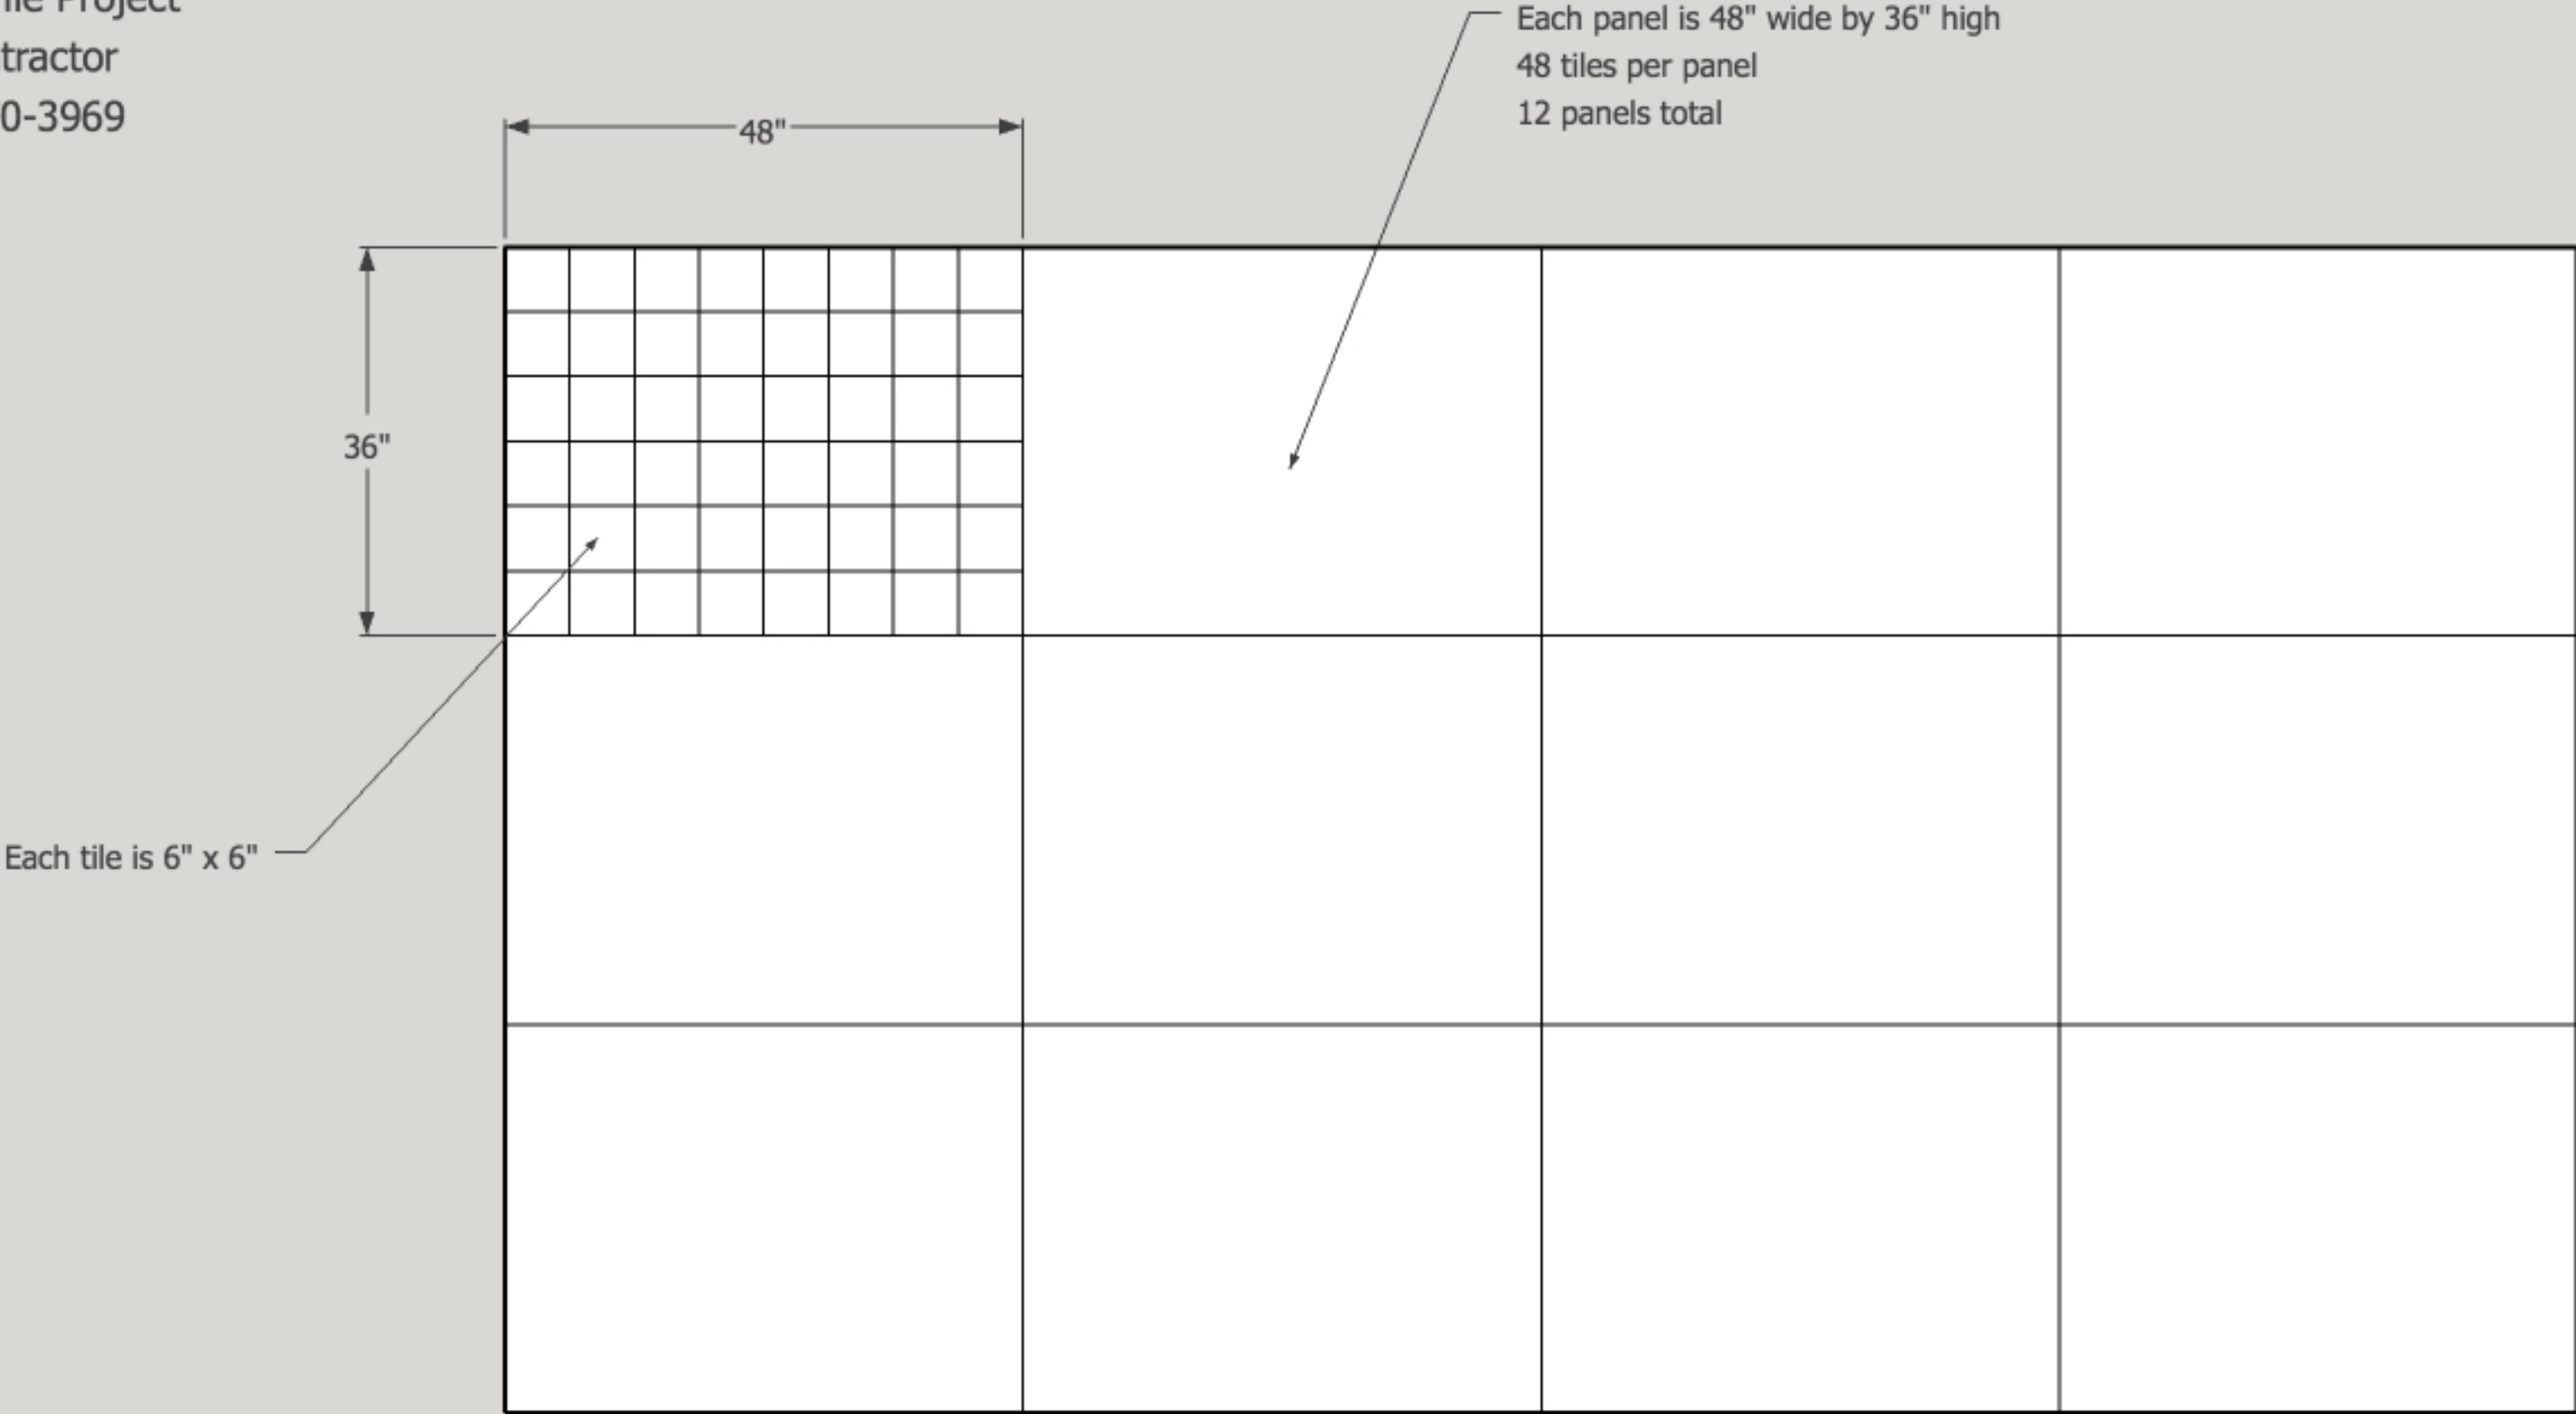 Project
tractor
0-3969
Each panel is 48" wide by 36" high
48 tiles per panel
12 panels total
48"
36"
Each tile is 6" x 6"